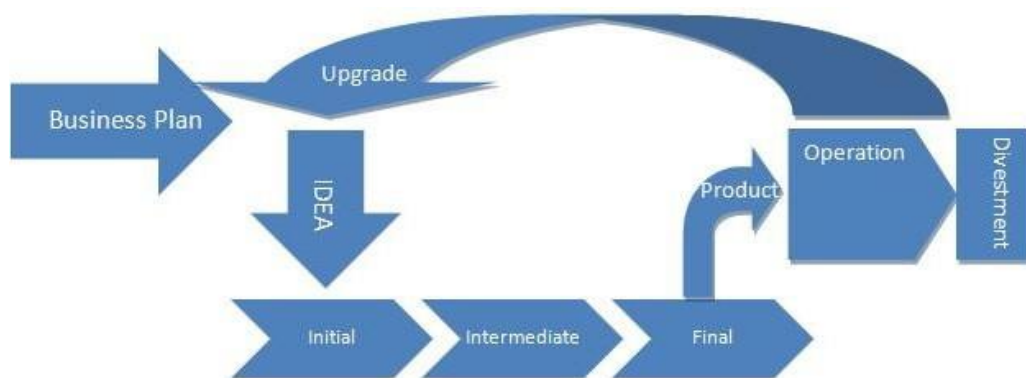 Upgrade
Business Plan
IDEA
Initial
Intermediate
Final
Product
Operation
Divestment